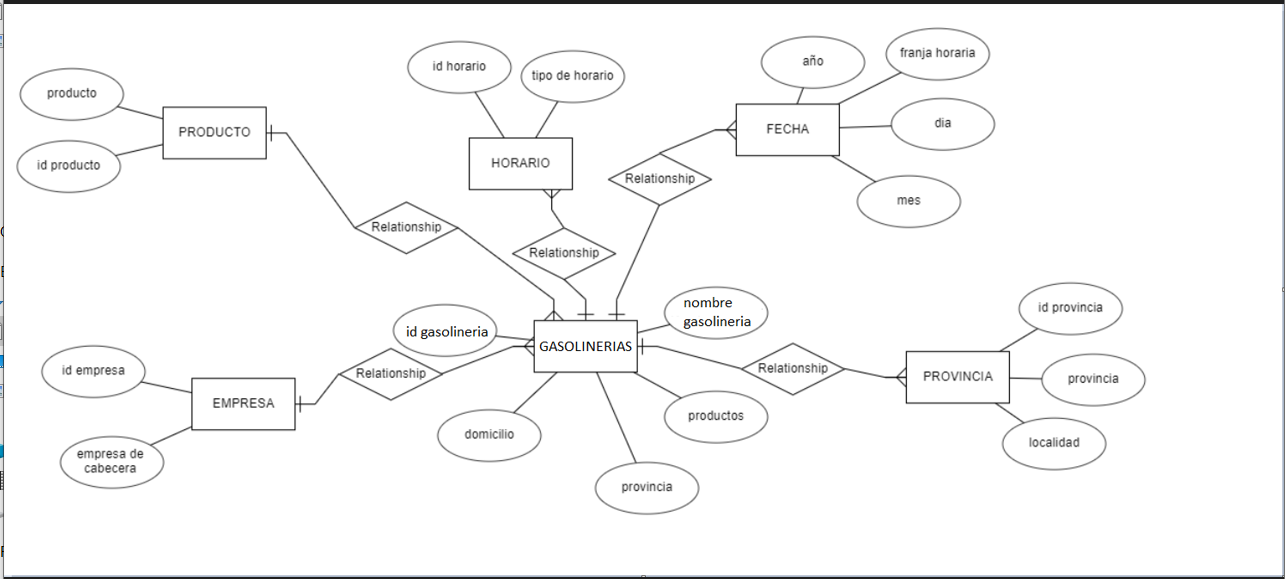 franja horaria
año
id horario
tipo de horario
producto
dia
FECHA
PRODUCTO
HORARIO
id producto
Relationship
mes
Relationship
Relationship
nombre
gasolineria
id provincia
id gasolineria
GASOLINERIAS
Relationship
PROVINCIA
provincia
id empresa
Relationship
EMPRESA
productos
domicilio
localidad
empresa de
cabecera
provincia